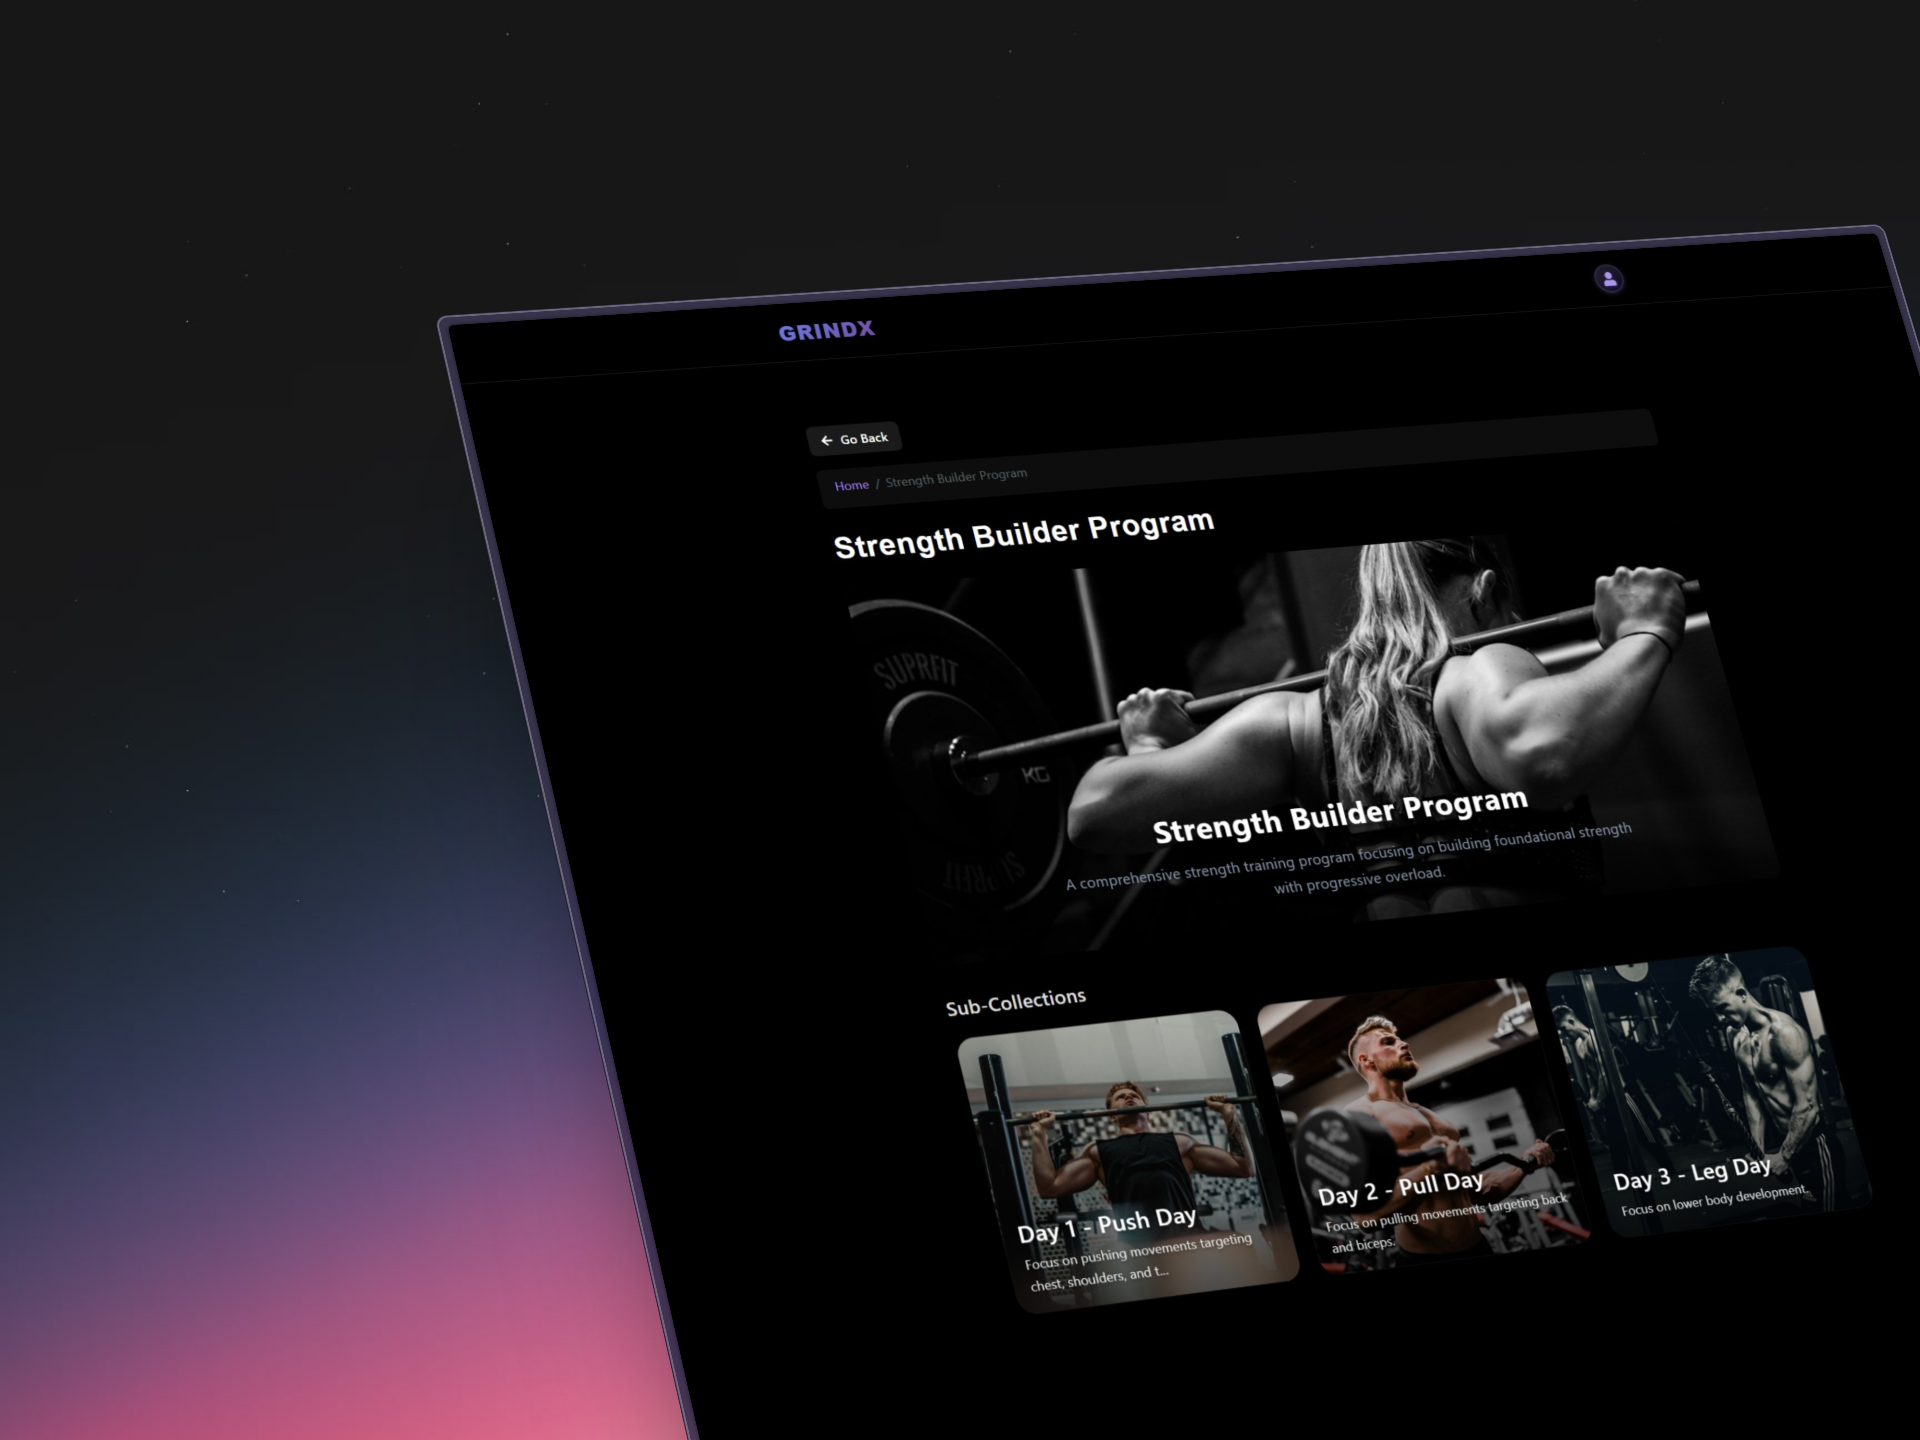 GRINDX
Go Back
Home / Strength Builder Program
Strength Builder Program
SUPRFIT
KG
SUPRFIT
Strength Builder Program
A comprehensive strength training program focusing on building foundational strength
with progressive overload.
Sub-Collections
Day 1 - Push Day
Focus on pushing movements targeting
chest, shoulders, and t...
Day 2 - Pull Day
Focus on pulling movements targeting back
and biceps.
Day 3 - Leg Day
Focus on lower body development.